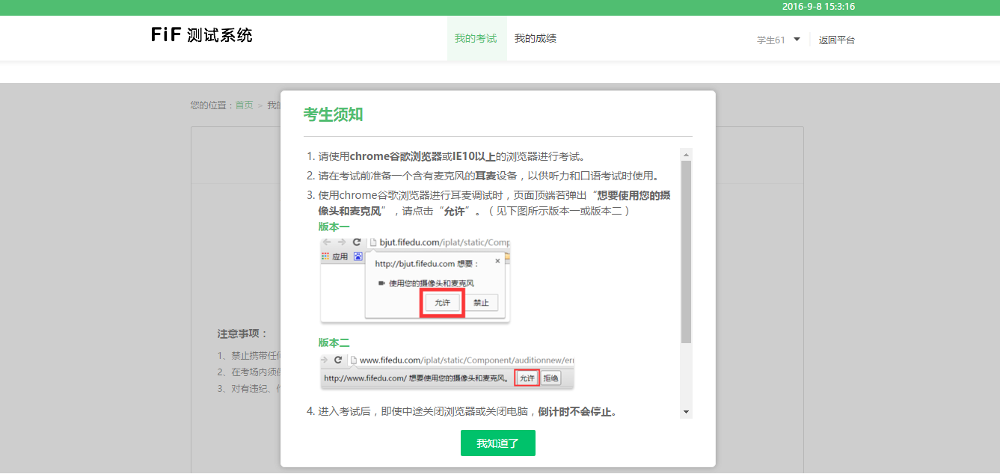 2016-9-8 15:3:16
FiF 测试系统
我的考试
我的成绩
学生61
返回平台
您的位置：首页 > 我的
考生须知
1. 请使用chrome谷歌浏览器或IE10以上的浏览器进行考试。
2. 请在考试前准备一个含有麦克风的耳麦设备，以供听力和口语考试时使用。
3. 使用chrome谷歌浏览器进行耳麦调试时，页面顶端若弹出“想要使用您的摄
像头和麦克风”，请点击“允许”。（见下图所示版本一或版本二）
版本一
bjut.fifedu.com/iplat/static/Comp
应用
http://bjut.fifedu.com 想要：
使用您的摄像头和麦克风
允许
禁止
版本二
www.fifedu.com/iplat/static/Component/auditionnew/en
http://www.fifedu.com/ 想要使用您的摄像头和麦克风。
允许
拒绝
4. 进入考试后，即使中途关闭浏览器或关闭电脑，倒计时不会停止。
我知道了
注意事项：
1、禁止携带任
2、在考场内须
3、对有违纪、